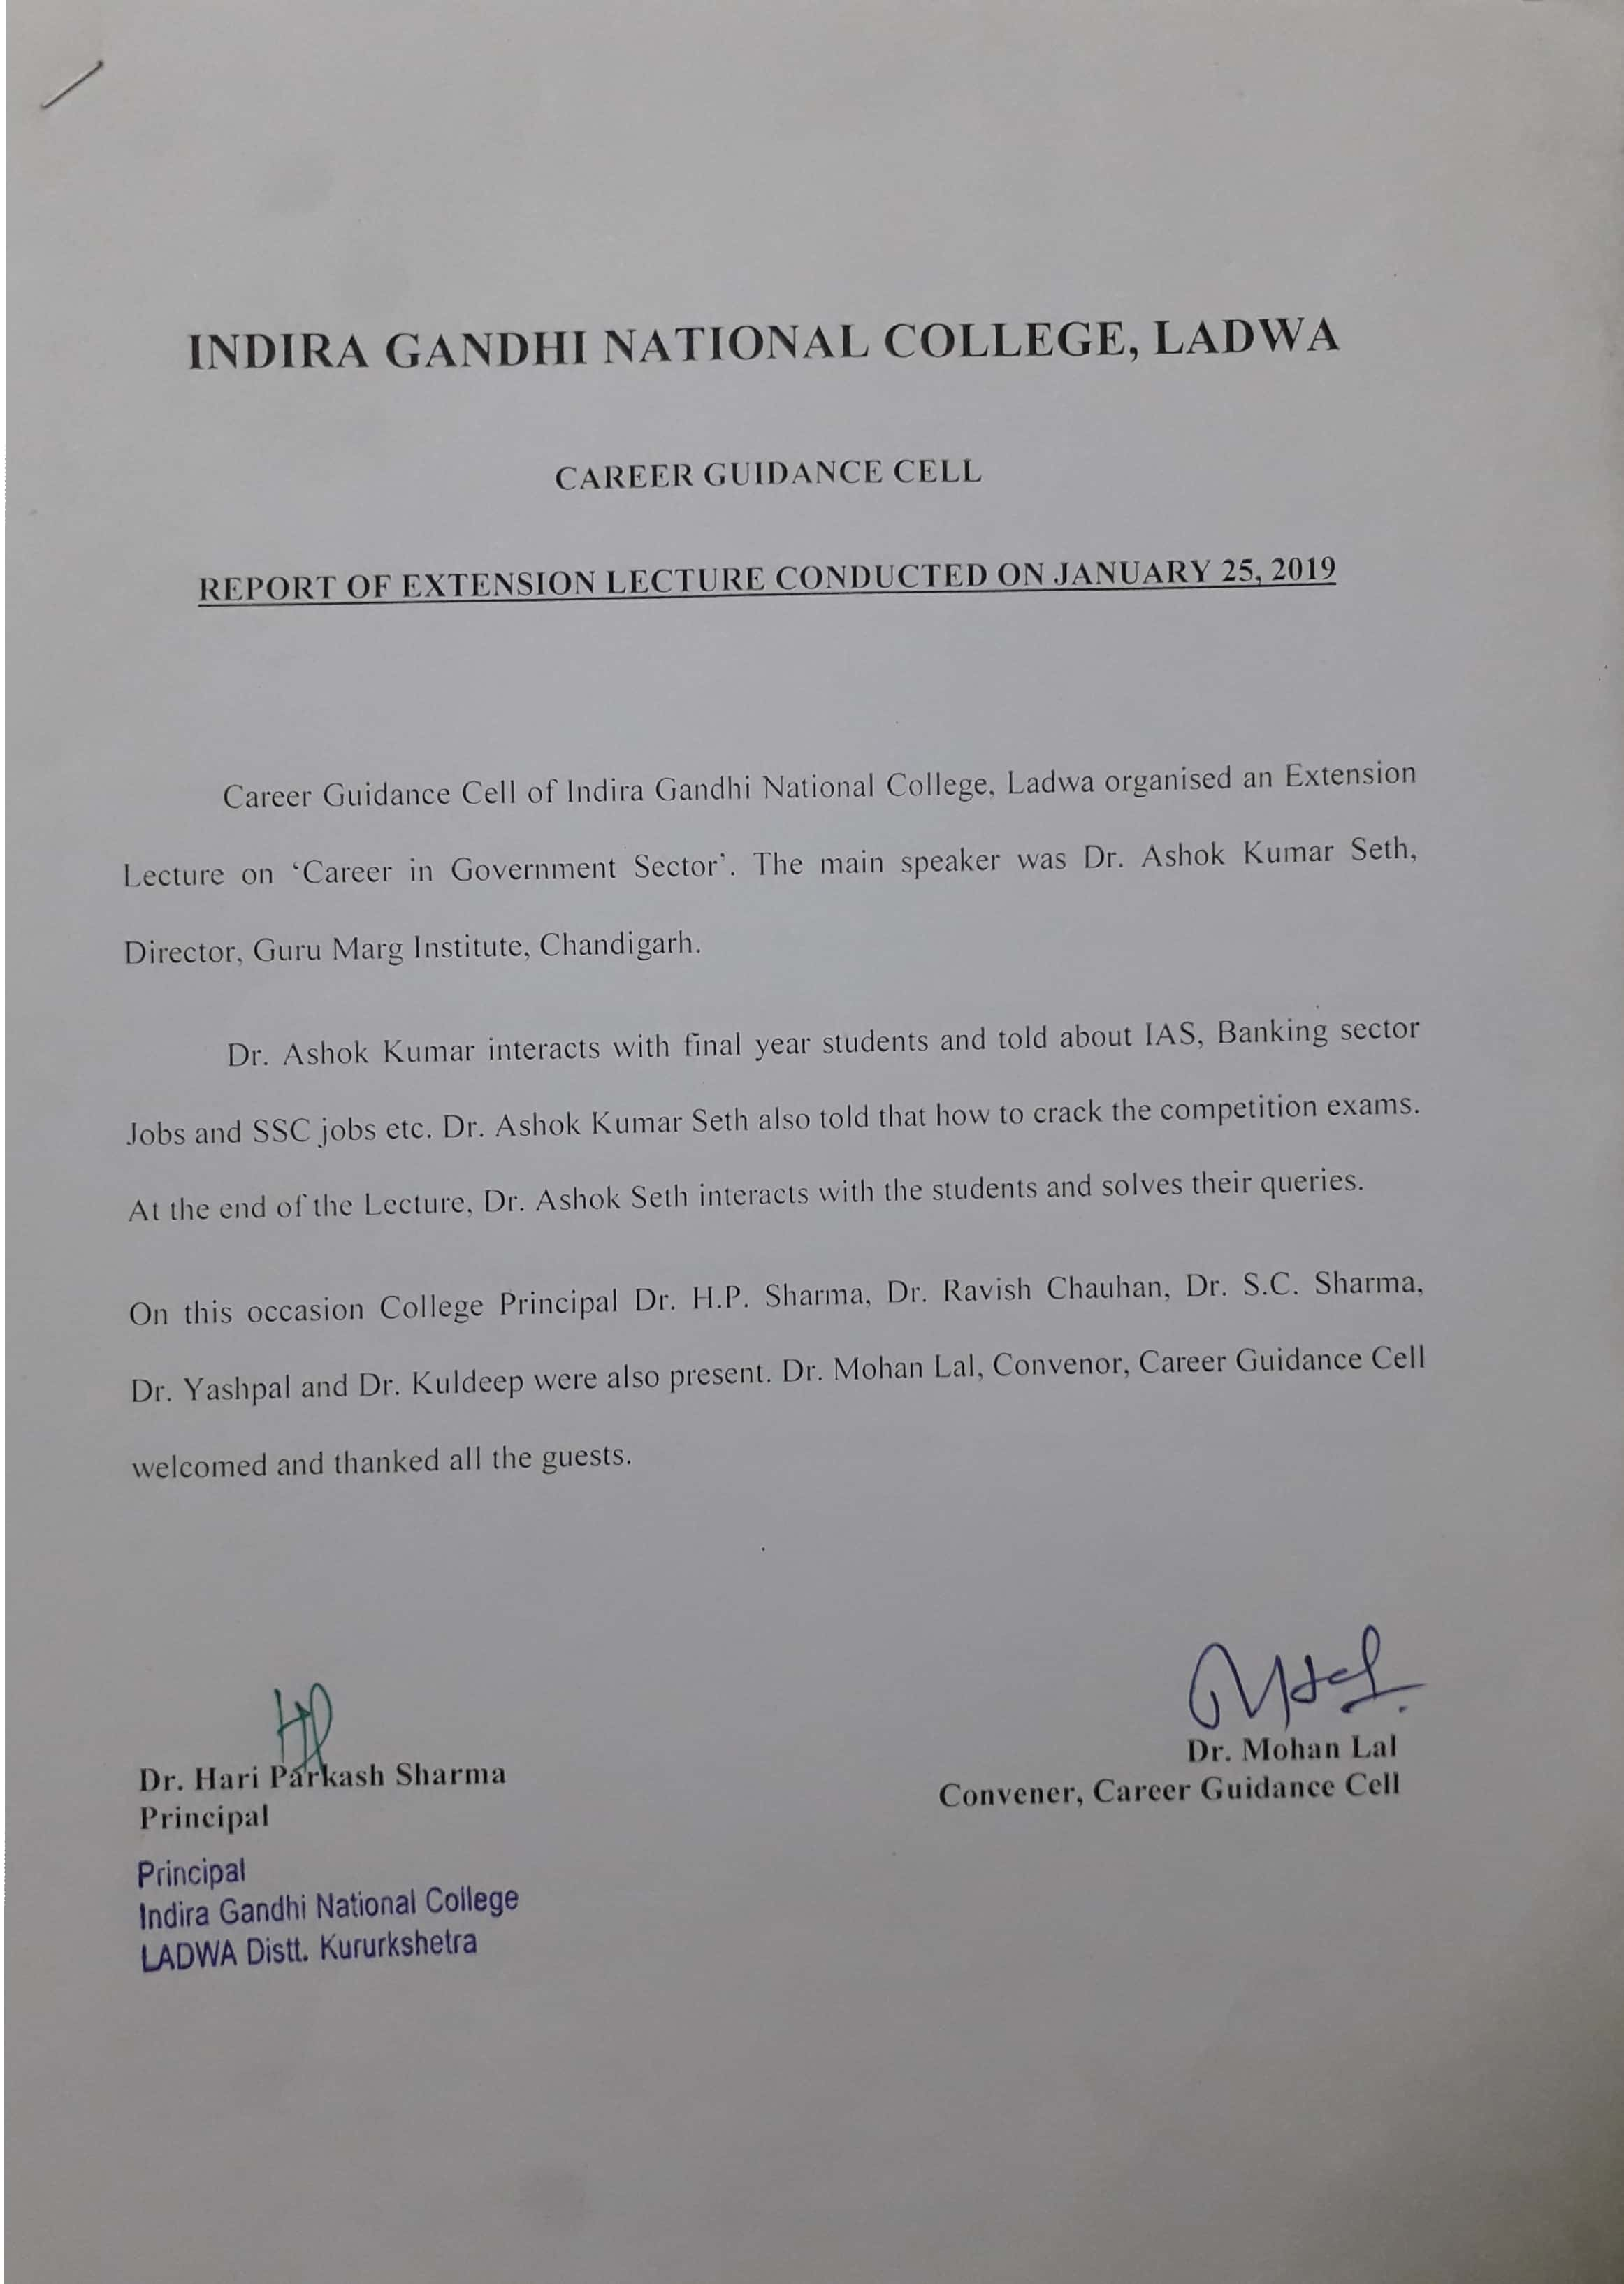 INDIRA GANDHI NATIONAL COLLEGE, LADWA
CAREER GUIDANCE CELL
REPORT OF EXTENSION LECTURE CONDUCTED ON JANUARY 25, 2019
Career Guidance Cell of Indira Gandhi National College, Ladwa organised an Extension
Lecture on ‘Career in Government Sector’. The main speaker was Dr. Ashok Kumar Seth,
Director, Guru Marg Institute, Chandigarh.
Dr. Ashok Kumar interacts with final year students and told about IAS, Banking sector
Jobs and SSC jobs etc. Dr. Ashok Kumar Seth also told that how to crack the competition exams.
At the end of the Lecture, Dr. Ashok Seth interacts with the students and solves their queries.
On this occasion College Principal Dr. H.P. Sharma, Dr. Ravish Chauhan, Dr. S.C. Sharma,
Dr. Yashpal and Dr. Kuldeep were also present. Dr. Mohan Lal, Convenor, Career Guidance Cell
welcomed and thanked all the guests.
Dr. Hari Parkash Sharma
Principal
Principal
Indira Gandhi National College
LADWA Distt. Kururkshetra
Dr. Mohan Lal
Convener, Career Guidance Cell